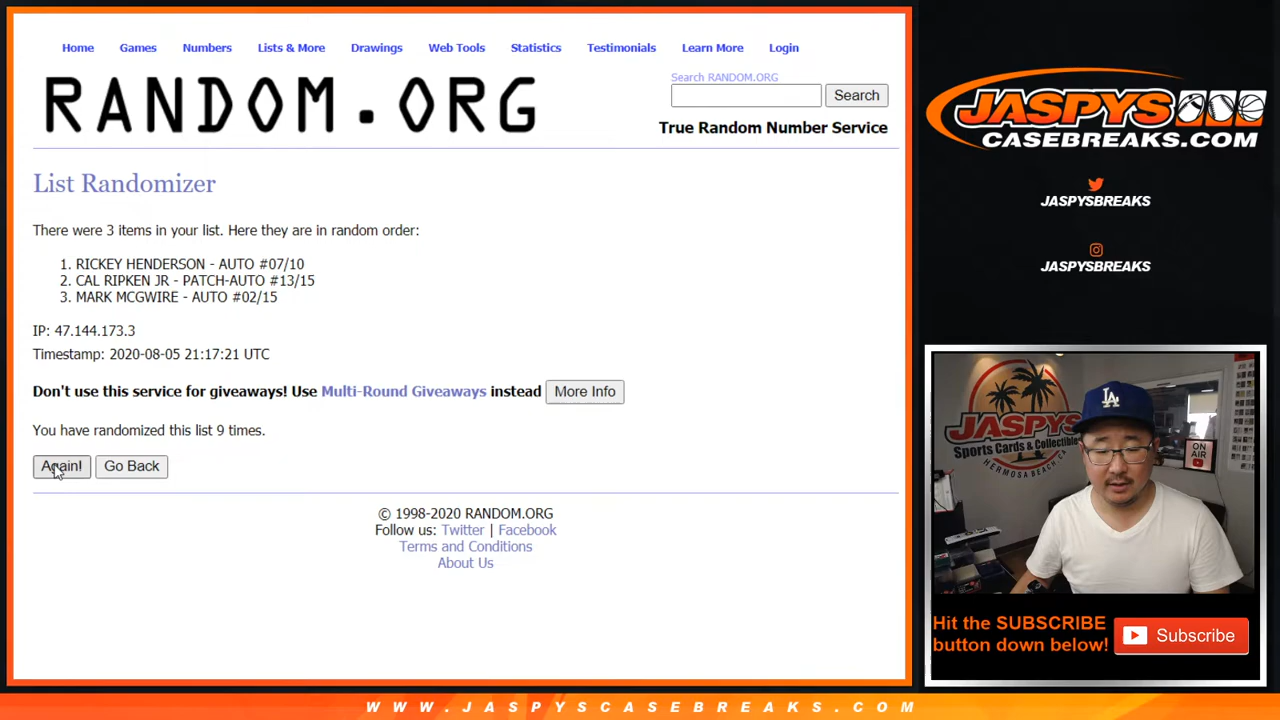 Home Games Numbers Lists & More Drawings Web Tools Statistics Testimonials Learn More Login
RANDOM.ORG
Search RANDOM.ORG
Search
True Random Number Service
List Randomizer
There were 3 items in your list. Here they are in random order:
1. RICKEY HENDERSON - AUTO #07/10
2. CAL RIPKEN JR - PATCH-AUTO #13/15
3. MARK MCGWIRE - AUTO #02/15
IP: 47.144.173.3
Timestamp: 2020-08-05 21:17:21 UTC
Don't use this service for giveaways! Use Multi-Round Giveaways instead More Info
You have randomized this list 9 times.
Again! Go Back
© 1998-2020 RANDOM.ORG
Follow us: Twitter | Facebook
Terms and Conditions
About Us
JASPYS
CASEBREAKS.COM
JASPYSBREAKS
JASPYSBREAKS
JASPYS
Sports Cards & Collectibles
HERMOSA BEACH, CA
LA
ON
AIR
Hit the SUBSCRIBE
button down below!
Subscribe
WWW.JASPYSCASEBREAKS.COM